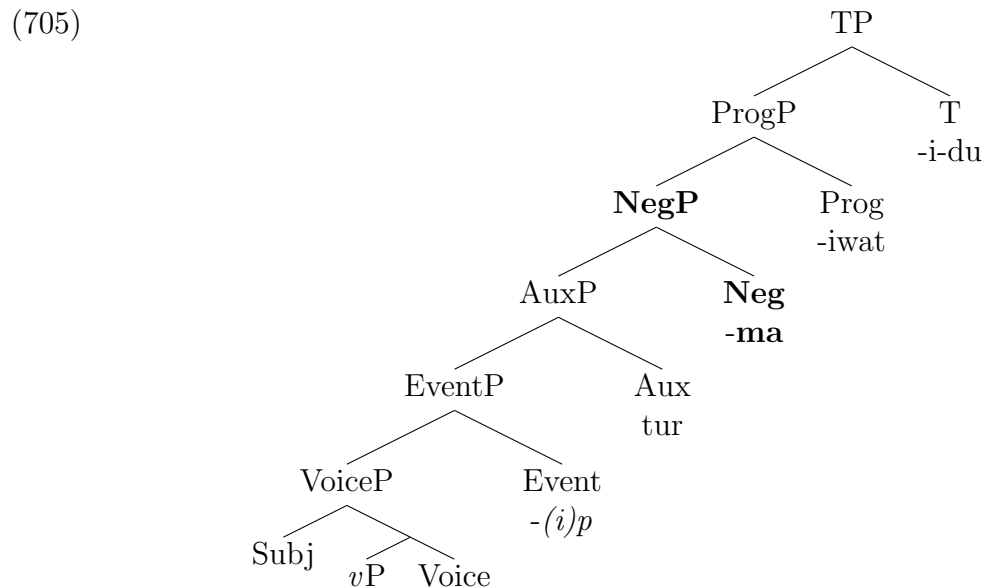 (705)
TP
ProgP T
-i-du
NegP Prog
-iwat
AuxP Neg
-ma
EventP Aux
tur
VoiceP Event
-(i)p
Subj
vP Voice